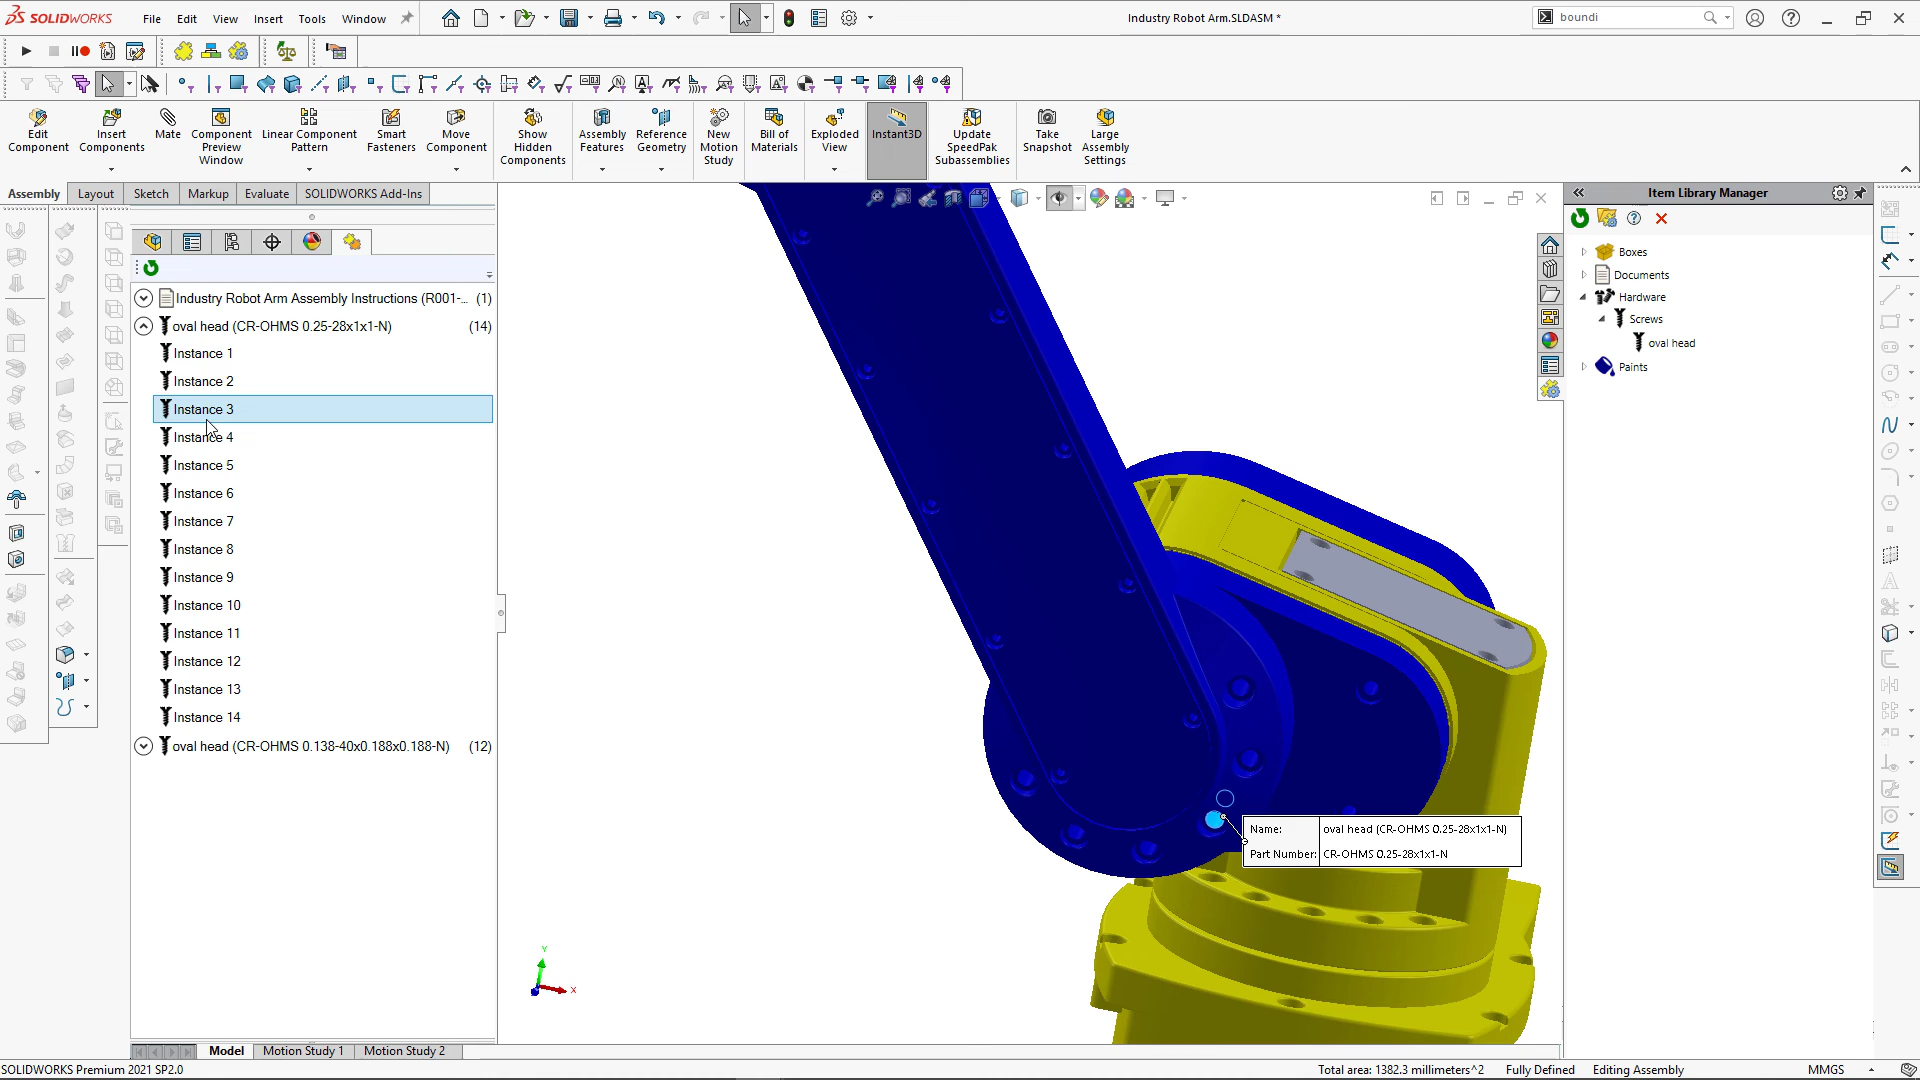 SOLIDWORKS
File Edit View Insert Tools Window
Industry Robot Arm.SLDASM *
boundi
Edit Component
Insert Components
Mate
Component Preview Window
Linear Component Pattern
Smart Fasteners
Move Component
Show Hidden Components
Assembly Features
Reference Geometry
New Motion Study
Bill of Materials
Exploded View
Instant3D
Update SpeedPak Subassemblies
Take Snapshot
Large Assembly Settings
Assembly Layout Sketch Markup Evaluate SOLIDWORKS Add-Ins
Industry Robot Arm Assembly Instructions (R001-... (1)
oval head (CR-OHMS 0.25-28x1x1-N) (14)
Instance 1
Instance 2
Instance 3
Instance 4
Instance 5
Instance 6
Instance 7
Instance 8
Instance 9
Instance 10
Instance 11
Instance 12
Instance 13
Instance 14
oval head (CR-OHMS 0.138-40x0.188x0.188-N) (12)
Name: oval head (CR-OHMS 0.25-28x1x1-N)
Part Number: CR-OHMS 0.25-28x1x1-N
Y
X
Item Library Manager
Boxes
Documents
Hardware
Screws
oval head
Paints
Model Motion Study 1 Motion Study 2
SOLIDWORKS Premium 2021 SP2.0
Total area: 1382.3 millimeters^2 Fully Defined Editing Assembly MMGS